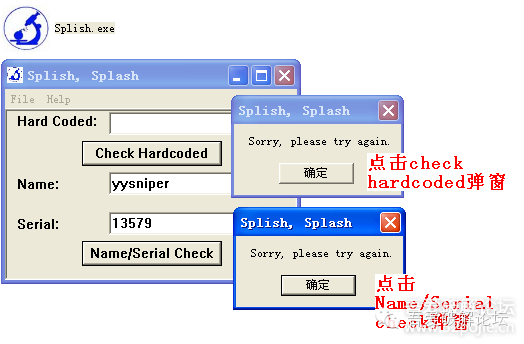 Splish.exe
Splish, Splash
File Help
Hard Coded:
Check Hardcoded
Name:
yysniper
Serial:
13579
Name/Serial Check
Splish, Splash
Sorry, please try again.
确定
点击check
hardcoded弹窗
Splish, Splash
Sorry, please try again.
确定
点击
Name/Serial
check弹窗